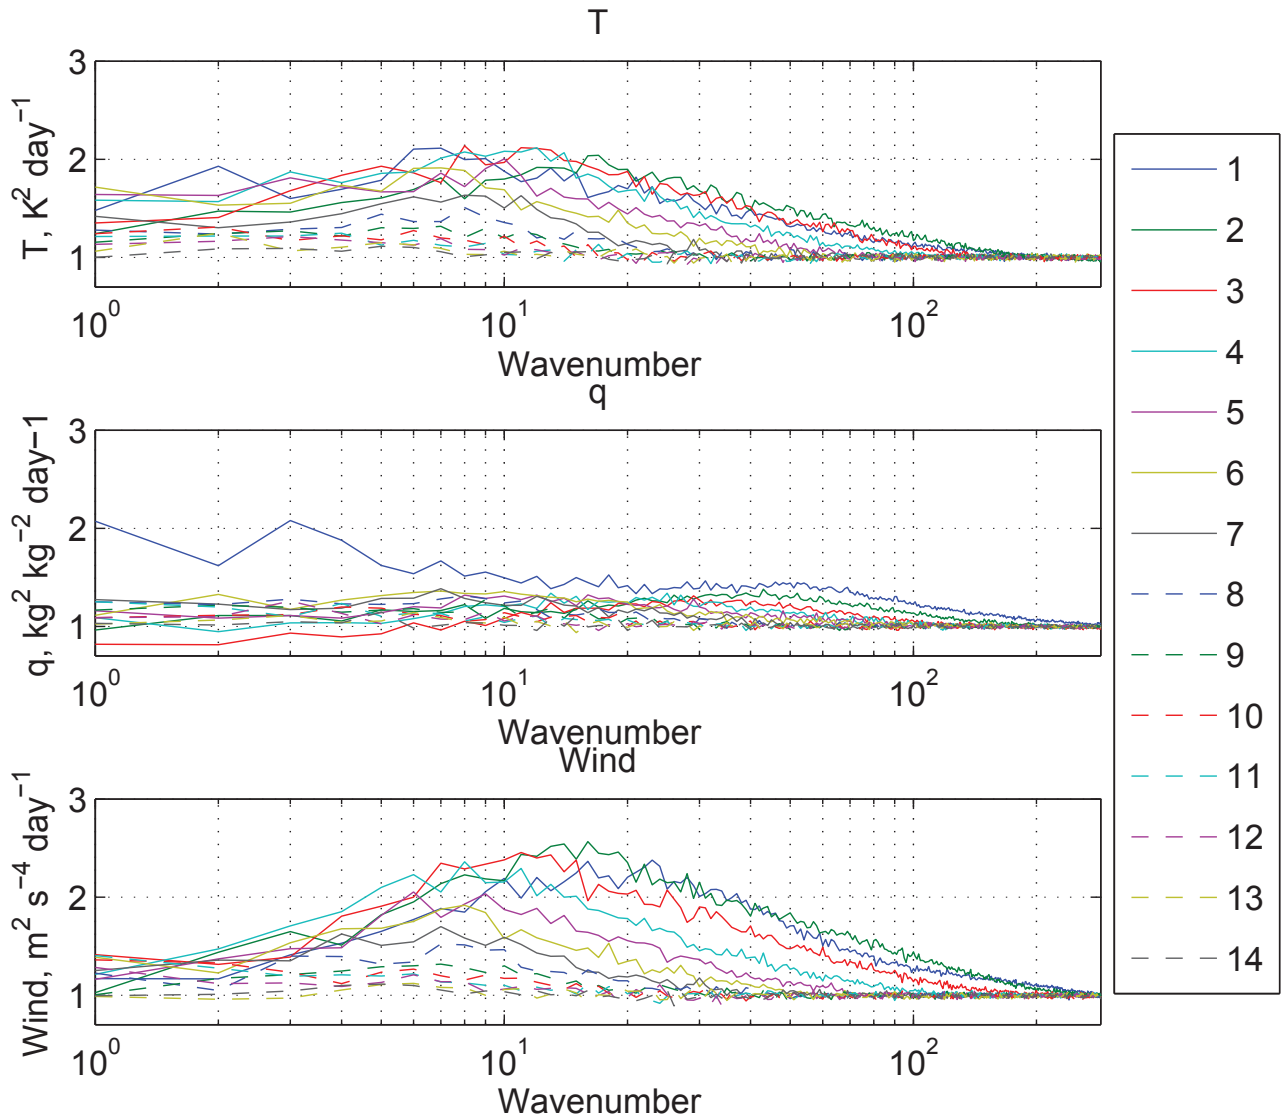 T
T, K² day⁻¹
3
2
1
10⁰ 10¹ 10²
Wavenumber
q
q, kg² kg⁻² day−1
3
2
1
10⁰ 10¹ 10²
Wavenumber
Wind
Wind, m² s⁻⁴ day⁻¹
3
2
1
10⁰ 10¹ 10²
Wavenumber
1
2
3
4
5
6
7
8
9
10
11
12
13
14